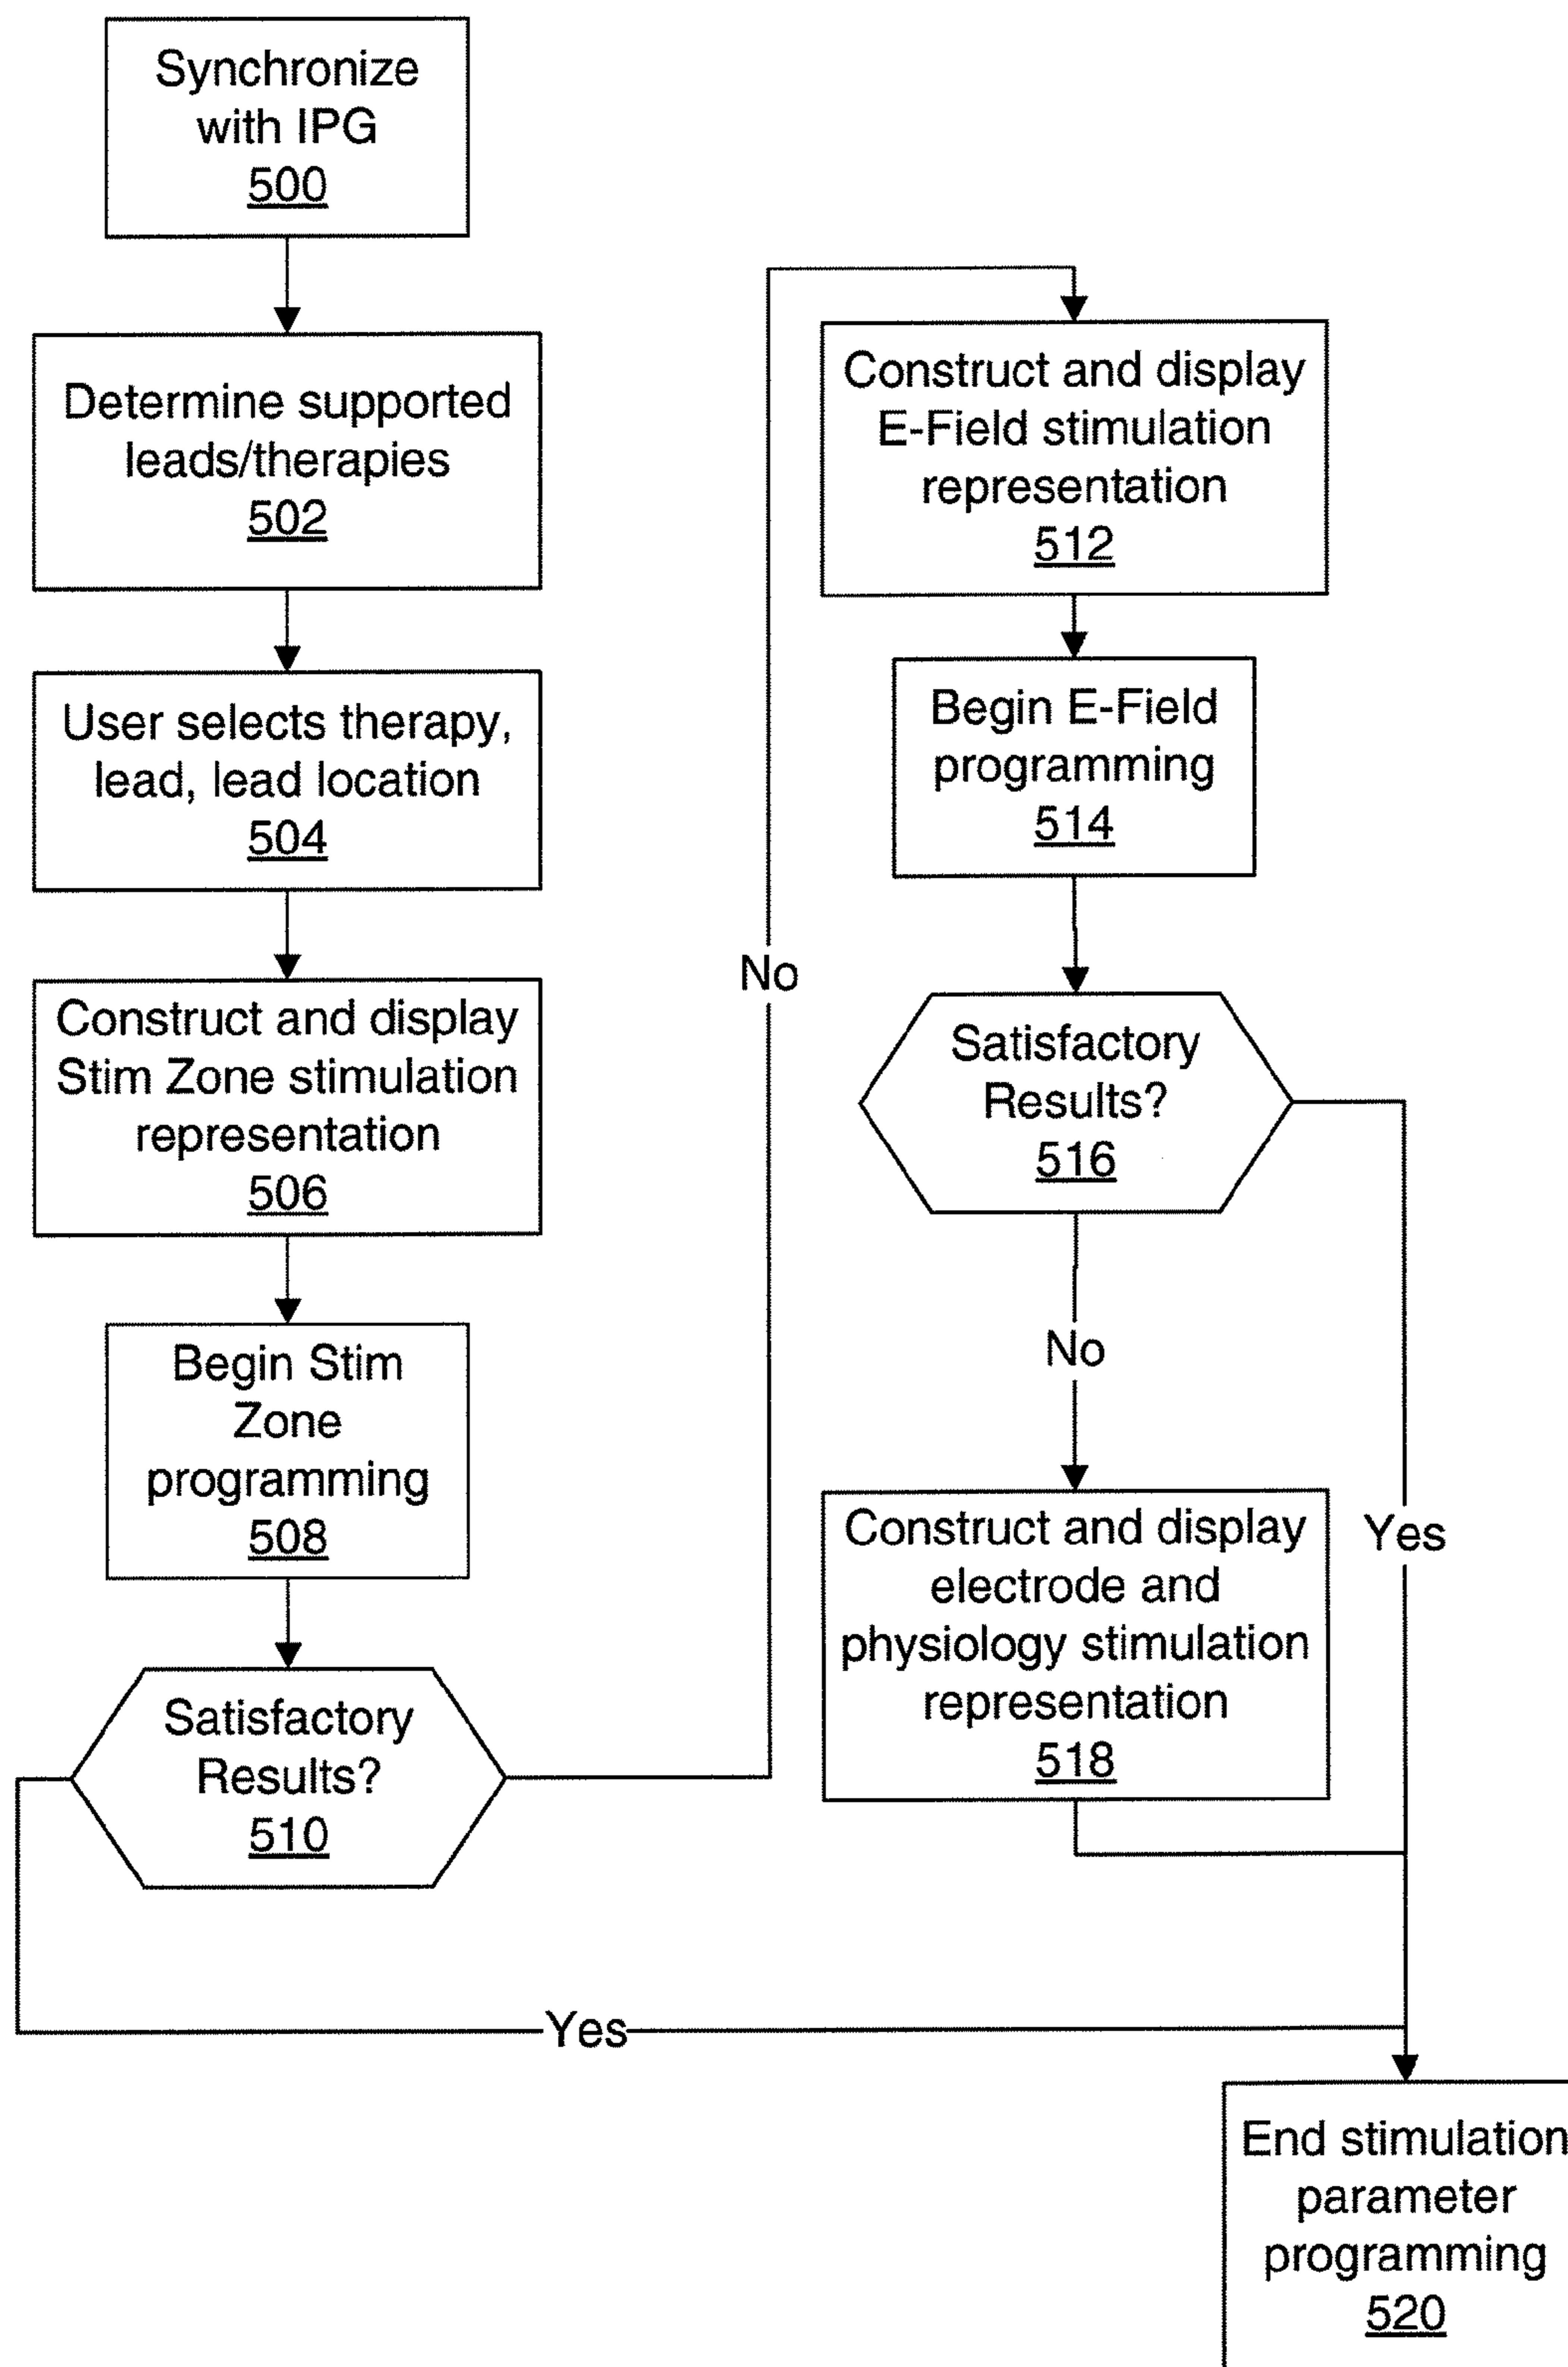 Synchronize
with IPG
500
Determine supported
leads/therapies
502
User selects therapy,
lead, lead location
504
Construct and display
Stim Zone stimulation
representation
506
Begin Stim
Zone
programming
508
Satisfactory
Results?
510
No
Yes
Construct and display
E-Field stimulation
representation
512
Begin E-Field
programming
514
Satisfactory
Results?
516
No
Yes
Construct and display
electrode and
physiology stimulation
representation
518
End stimulation
parameter
programming
520